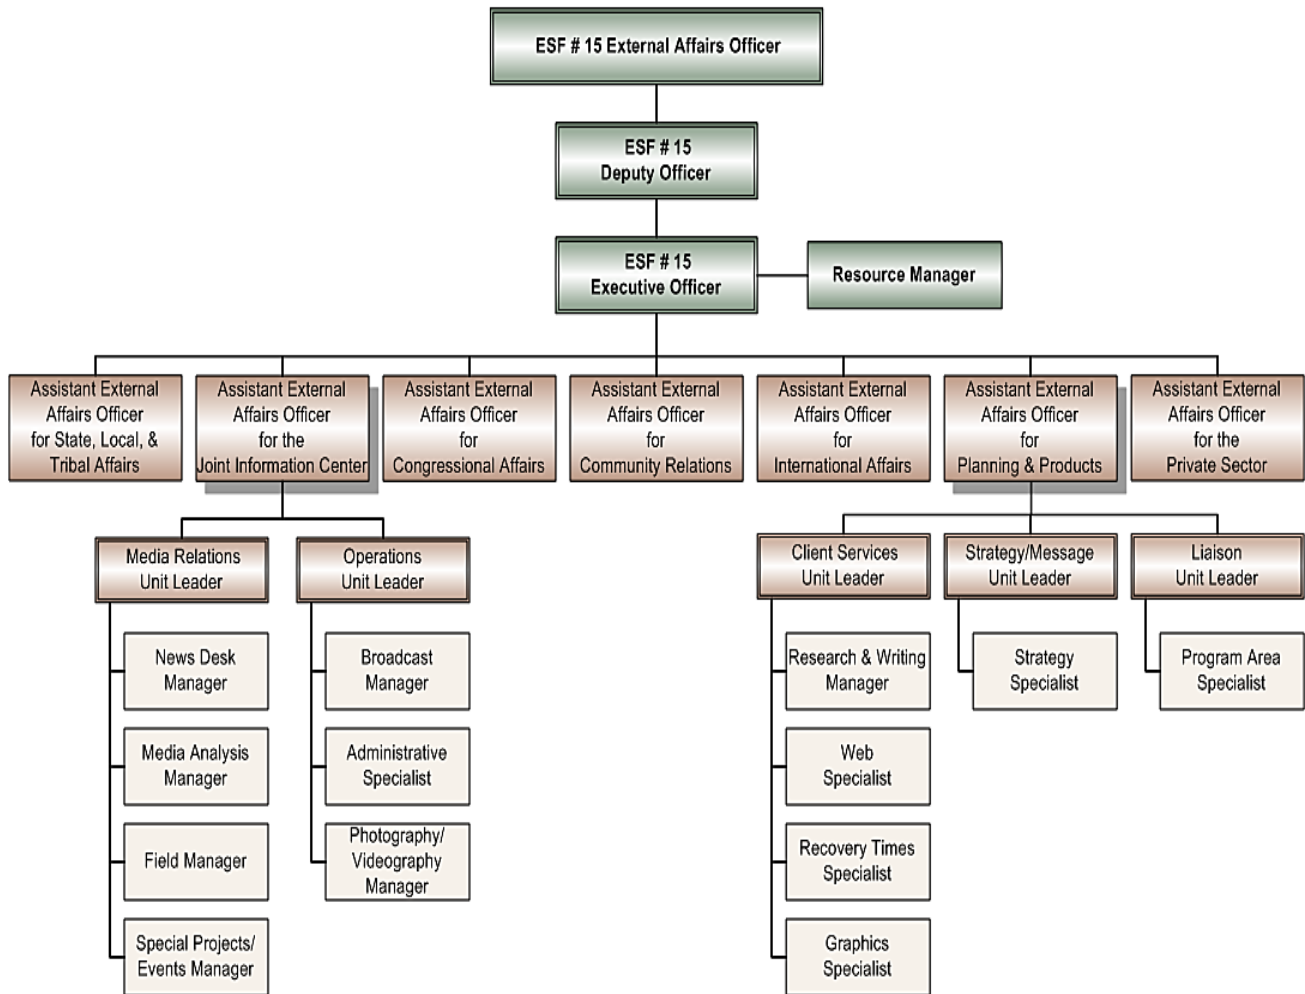 ESF # 15 External Affairs Officer
ESF # 15
Deputy Officer
ESF # 15
Executive Officer
Resource Manager
Assistant External
Affairs Officer
for State, Local, &
Tribal Affairs
Assistant External
Affairs Officer
for the
Joint Information Center
Assistant External
Affairs Officer
for
Congressional Affairs
Assistant External
Affairs Officer
for
Community Relations
Assistant External
Affairs Officer
for
International Affairs
Assistant External
Affairs Officer
for
Planning & Products
Assistant External
Affairs Officer
for the
Private Sector
Media Relations
Unit Leader
News Desk
Manager
Media Analysis
Manager
Field Manager
Special Projects/
Events Manager
Operations
Unit Leader
Broadcast
Manager
Administrative
Specialist
Photography/
Videography
Manager
Client Services
Unit Leader
Research & Writing
Manager
Web
Specialist
Recovery Times
Specialist
Graphics
Specialist
Strategy/Message
Unit Leader
Strategy
Specialist
Liaison
Unit Leader
Program Area
Specialist